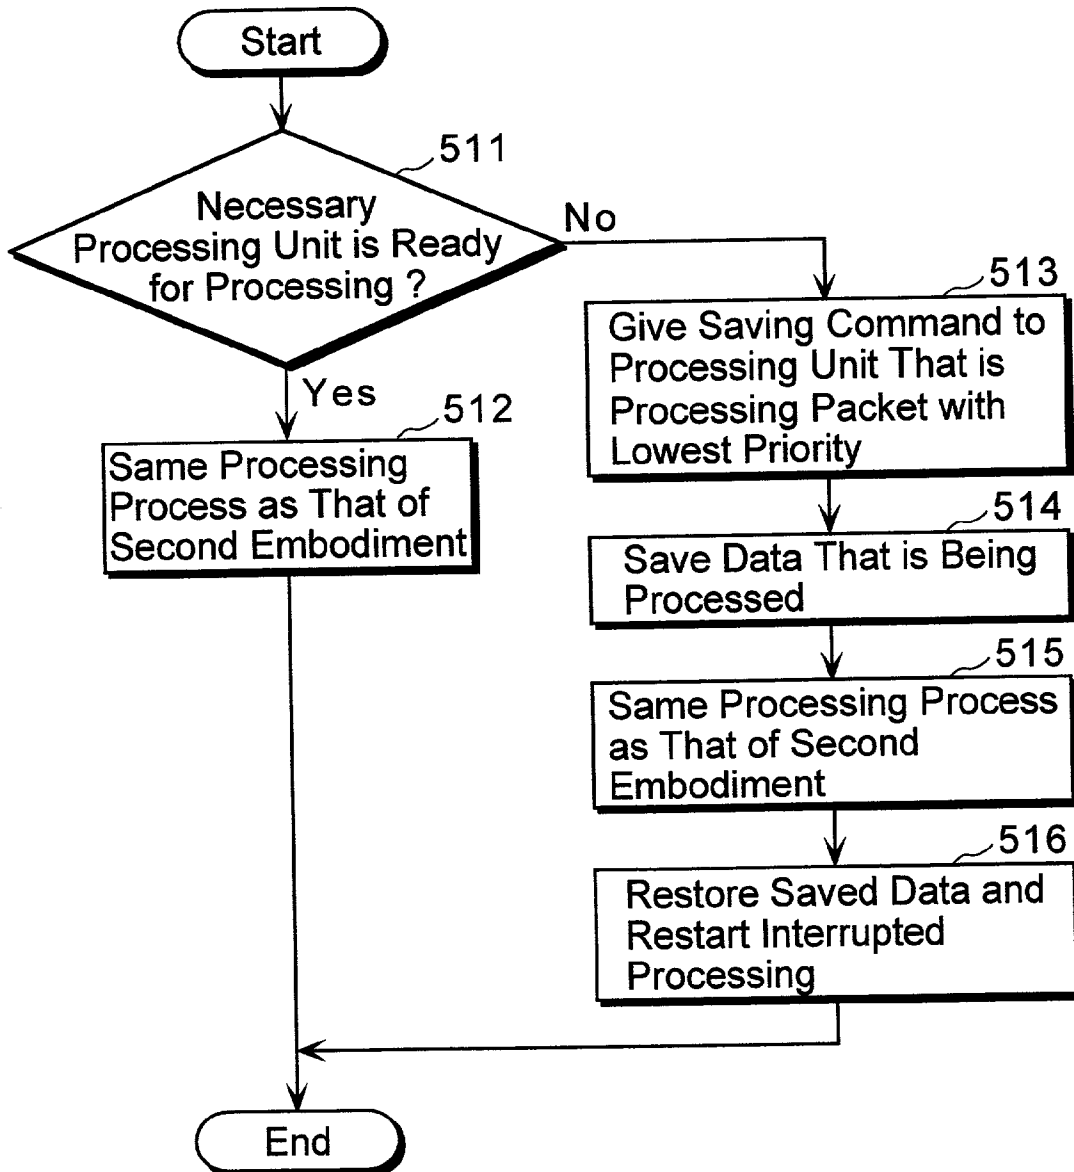 Start
511
Necessary
Processing Unit is Ready
for Processing ?
No
Yes
512
Same Processing
Process as That of
Second Embodiment
513
Give Saving Command to
Processing Unit That is
Processing Packet with
Lowest Priority
514
Save Data That is Being
Processed
515
Same Processing Process
as That of Second
Embodiment
516
Restore Saved Data and
Restart Interrupted
Processing
End